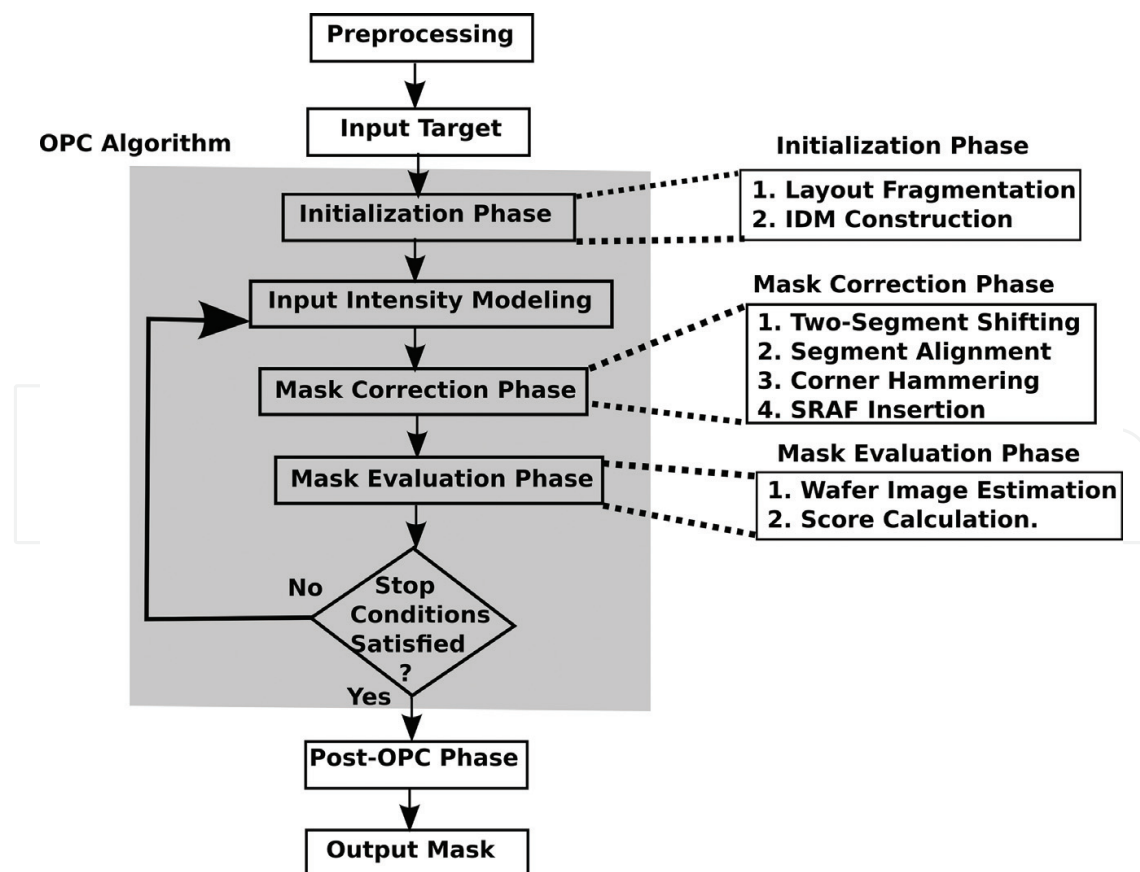 Preprocessing
Input Target
OPC Algorithm
Initialization Phase
Input Intensity Modeling
Mask Correction Phase
Mask Evaluation Phase
No
Stop
Conditions
Satisfied
?
Yes
Post-OPC Phase
Output Mask
Initialization Phase
1. Layout Fragmentation
2. IDM Construction
Mask Correction Phase
1. Two-Segment Shifting
2. Segment Alignment
3. Corner Hammering
4. SRAF Insertion
Mask Evaluation Phase
1. Wafer Image Estimation
2. Score Calculation.